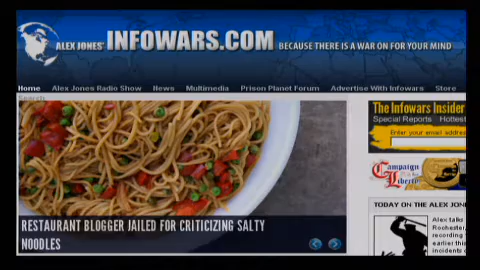 ALEX JONES' INFOWARS.COM BECAUSE THERE IS A WAR ON FOR YOUR MIND
Home Alex Jones Radio Show News Multimedia Prison Planet Forum Advertise With Infowars Store
Search
The Infowars Insider
Special Reports Hottest
Enter your email address
Campaign
Liberty
RESTAURANT BLOGGER JAILED FOR CRITICIZING SALTY
NOODLES
TODAY ON THE ALEX JON
Alex talks
Rochester,
recording
earlier this
incidents